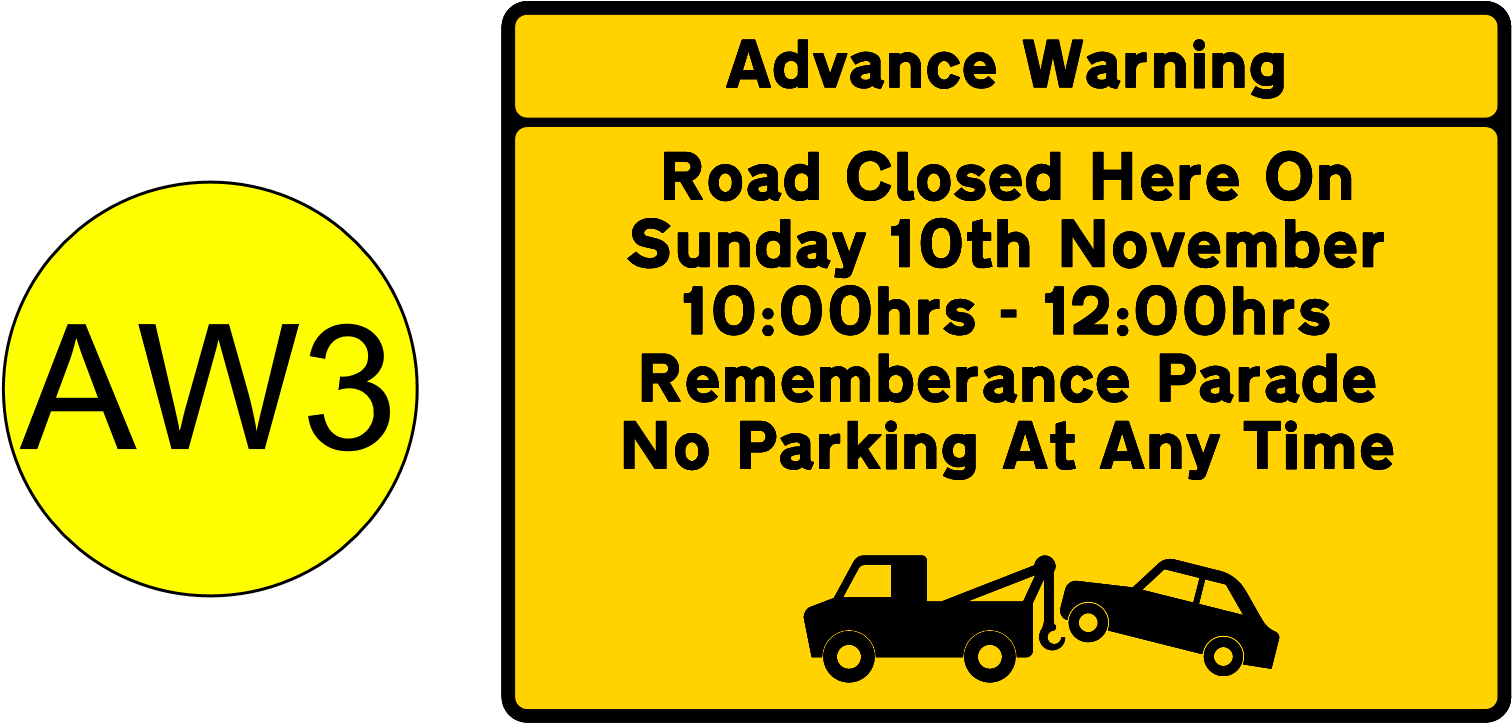 AW3
Advance Warning
Road Closed Here On
Sunday 10th November
10:00hrs - 12:00hrs
Rememberance Parade
No Parking At Any Time